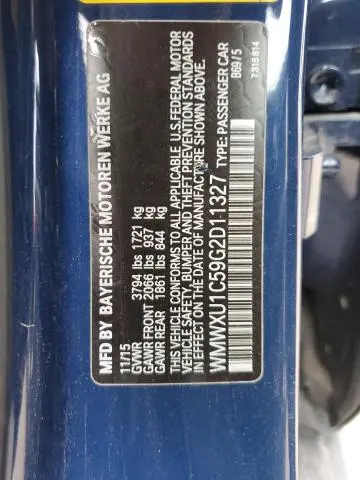 MFD BY BAYERISCHE MOTOREN WERKE AG
11/15
GVWR 3794 lbs 1721 kg
GAWR FRONT 2066 lbs 937 kg
GAWR REAR 1861 lbs 844 kg
THIS VEHICLE CONFORMS TO ALL APPLICABLE U.S.FEDERAL MOTOR
VEHICLE SAFETY, BUMPER AND THEFT PREVENTION STANDARDS
IN EFFECT ON THE DATE OF MANUFACTURE SHOWN ABOVE.
WMWXU1C59G2D11327 TYPE: PASSENGER CAR
B69/5
7315614